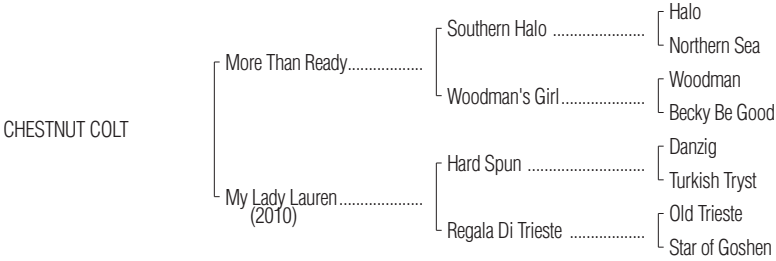 Halo
Southern Halo ......................
Northern Sea
More Than Ready..................
Woodman
Woodman's Girl....................
Becky Be Good
CHESTNUT COLT
Danzig
Hard Spun ............................
Turkish Tryst
My Lady Lauren....................
(2010)
Old Trieste
Regala Di Trieste ..................
Star of Goshen